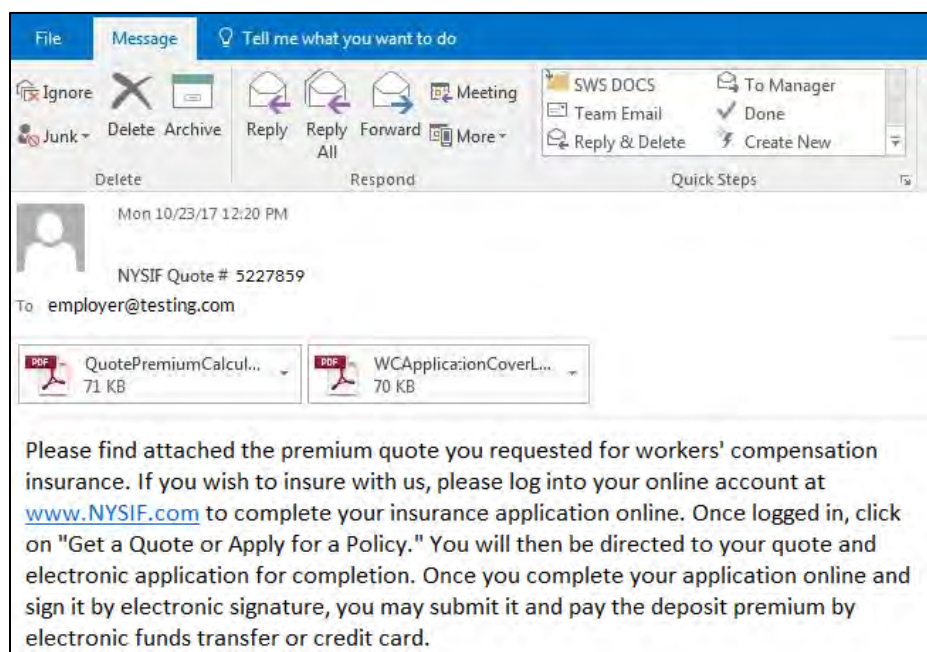 File Message Tell me what you want to do
Ignore
Junk
Delete Archive
Reply Reply All Forward
Meeting
More
SWS DOCS To Manager
Team Email Done
Reply & Delete Create New
Delete Respond Quick Steps
Mon 10/23/17 12:20 PM
NYSIF Quote # 5227859
To employer@testing.com
PDF QuotePremiumCalcul... PDF WCApplicationCoverL...
71 KB 70 KB
Please find attached the premium quote you requested for workers' compensation
insurance. If you wish to insure with us, please log into your online account at
www.NYSIF.com to complete your insurance application online. Once logged in, click
on "Get a Quote or Apply for a Policy." You will then be directed to your quote and
electronic application for completion. Once you complete your application online and
sign it by electronic signature, you may submit it and pay the deposit premium by
electronic funds transfer or credit card.